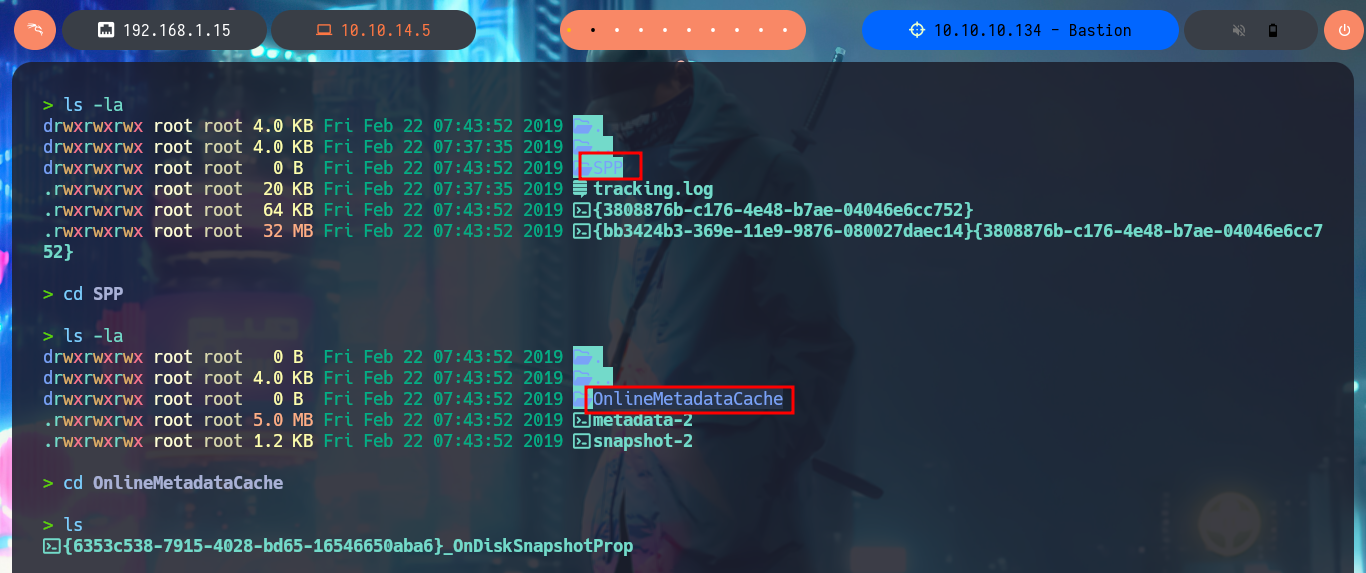 192.168.1.15 10.10.14.5 10.10.10.134 - Bastion
> ls -la
drwxrwxrwx root root 4.0 KB Fri Feb 22 07:43:52 2019 .
drwxrwxrwx root root 4.0 KB Fri Feb 22 07:37:35 2019 ..
drwxrwxrwx root root 0 B Fri Feb 22 07:43:52 2019 SPP
.rwxrwxrwx root root 20 KB Fri Feb 22 07:37:35 2019 tracking.log
.rwxrwxrwx root root 64 KB Fri Feb 22 07:43:52 2019 {3808876b-c176-4e48-b7ae-04046e6cc752}
.rwxrwxrwx root root 32 MB Fri Feb 22 07:43:52 2019 {bb3424b3-369e-11e9-9876-080027daec14}{3808876b-c176-4e48-b7ae-04046e6cc7
52}
> cd SPP
> ls -la
drwxrwxrwx root root 0 B Fri Feb 22 07:43:52 2019 .
drwxrwxrwx root root 4.0 KB Fri Feb 22 07:43:52 2019 ..
drwxrwxrwx root root 0 B Fri Feb 22 07:43:52 2019 OnlineMetadataCache
.rwxrwxrwx root root 5.0 MB Fri Feb 22 07:43:52 2019 metadata-2
.rwxrwxrwx root root 1.2 KB Fri Feb 22 07:43:52 2019 snapshot-2
> cd OnlineMetadataCache
> ls
{6353c538-7915-4028-bd65-16546650aba6}_OnDiskSnapshotProp